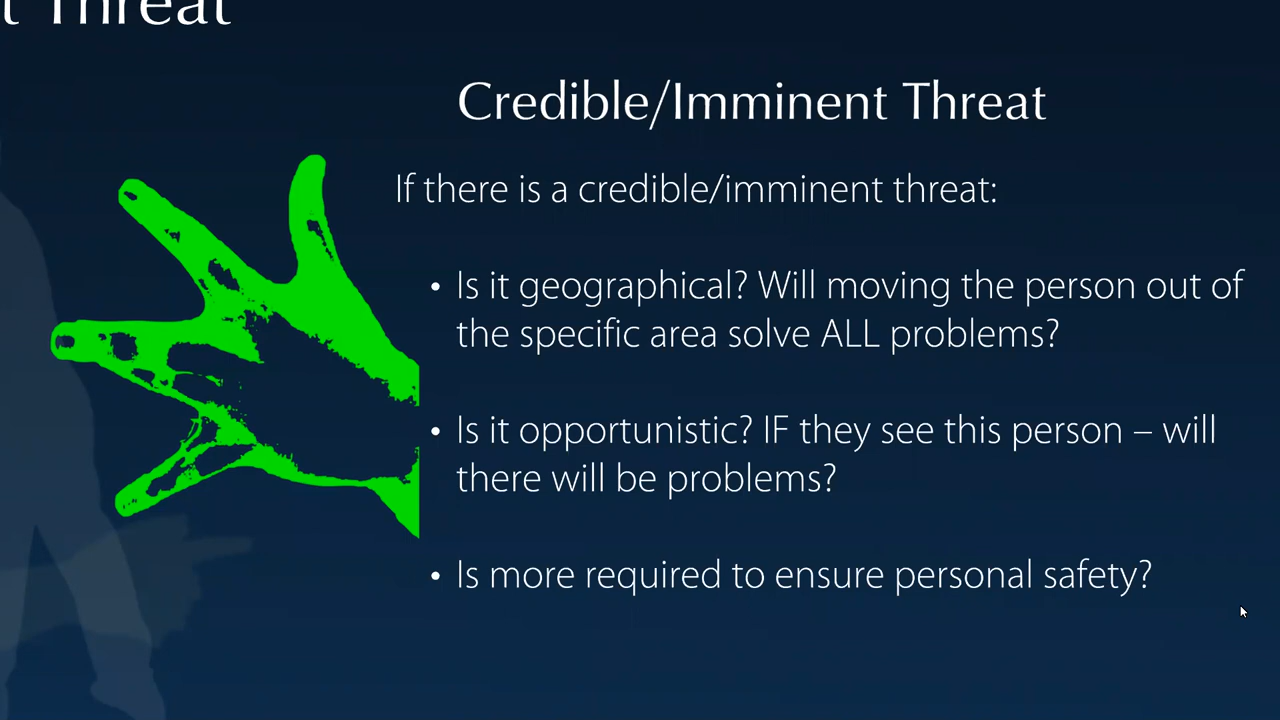 t Threat
Credible/Imminent Threat
If there is a credible/imminent threat:
• Is it geographical? Will moving the person out of
the specific area solve ALL problems?
• Is it opportunistic? IF they see this person – will
there will be problems?
• Is more required to ensure personal safety?